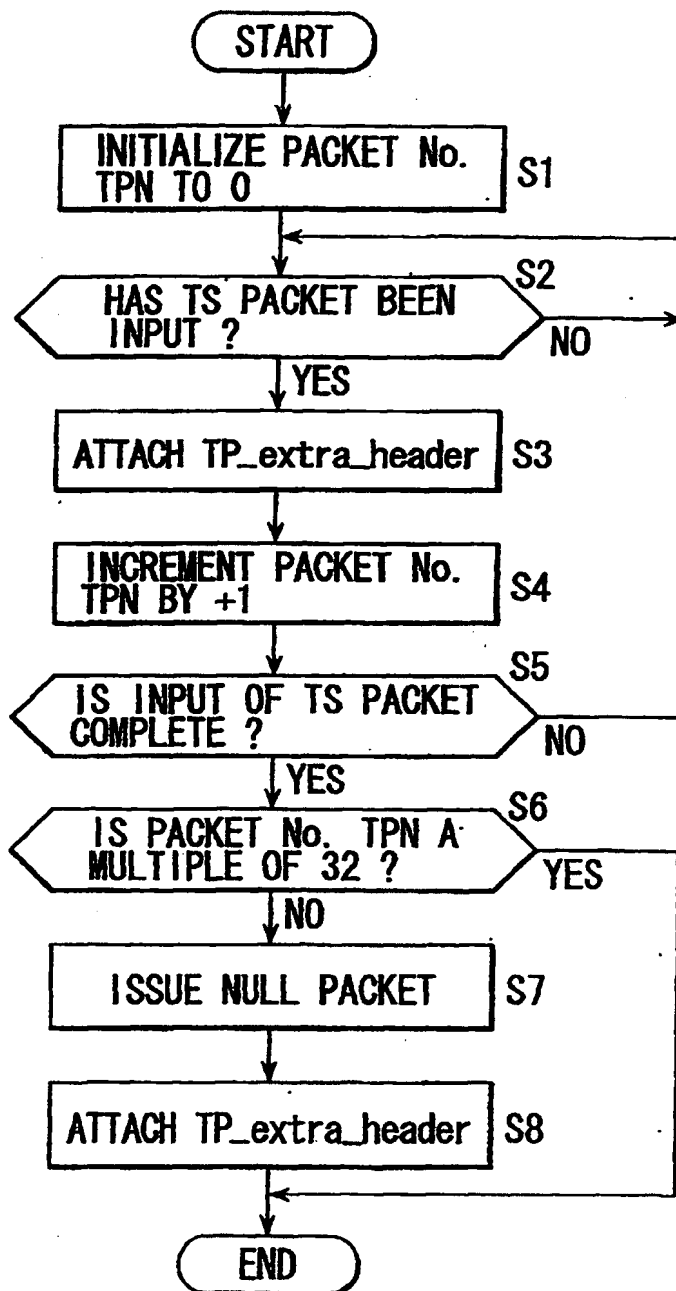 START
INITIALIZE PACKET No.
TPN TO 0
S1
S2
HAS TS PACKET BEEN
INPUT ?
NO
YES
ATTACH TP_extra_header
S3
INCREMENT PACKET No.
TPN BY +1
S4
S5
IS INPUT OF TS PACKET
COMPLETE ?
NO
YES
S6
IS PACKET No. TPN A
MULTIPLE OF 32 ?
YES
NO
ISSUE NULL PACKET
S7
ATTACH TP_extra_header
S8
END